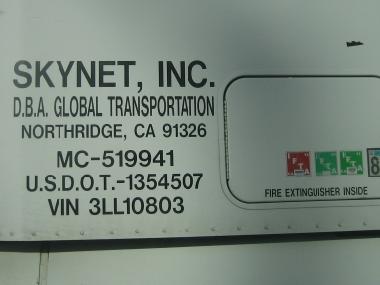 SKYNET, INC.
D.B.A. GLOBAL TRANSPORTATION
NORTHRIDGE, CA 91326
MC-519941
U.S.D.O.T.-1354507
VIN 3LL10803
FIRE EXTINGUISHER INSIDE